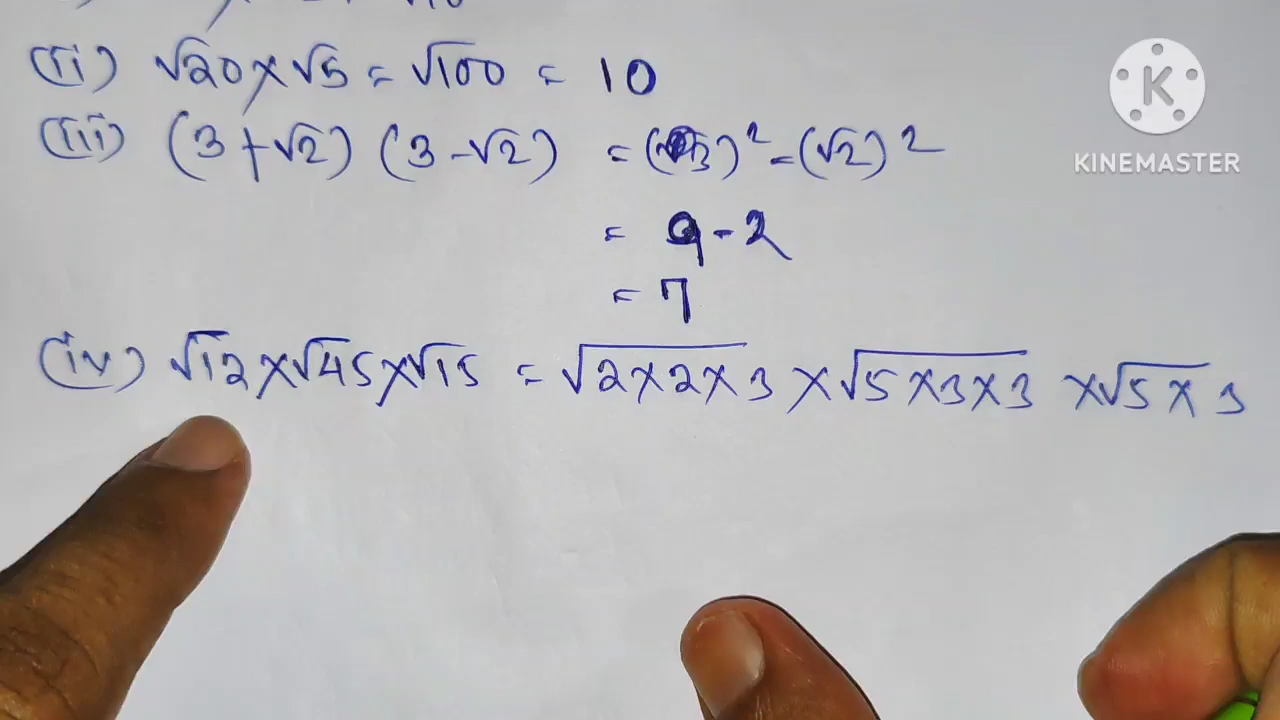 (ii) √20 × √5 = √100 = 10
(iii) (3+√2) (3-√2) = (3)² - (√2)²
= 9 - 2
= 7
(iv) √12 × √45 × √15 = √2×2×3 × √5×3×3 × √5×3
K
KINEMASTER